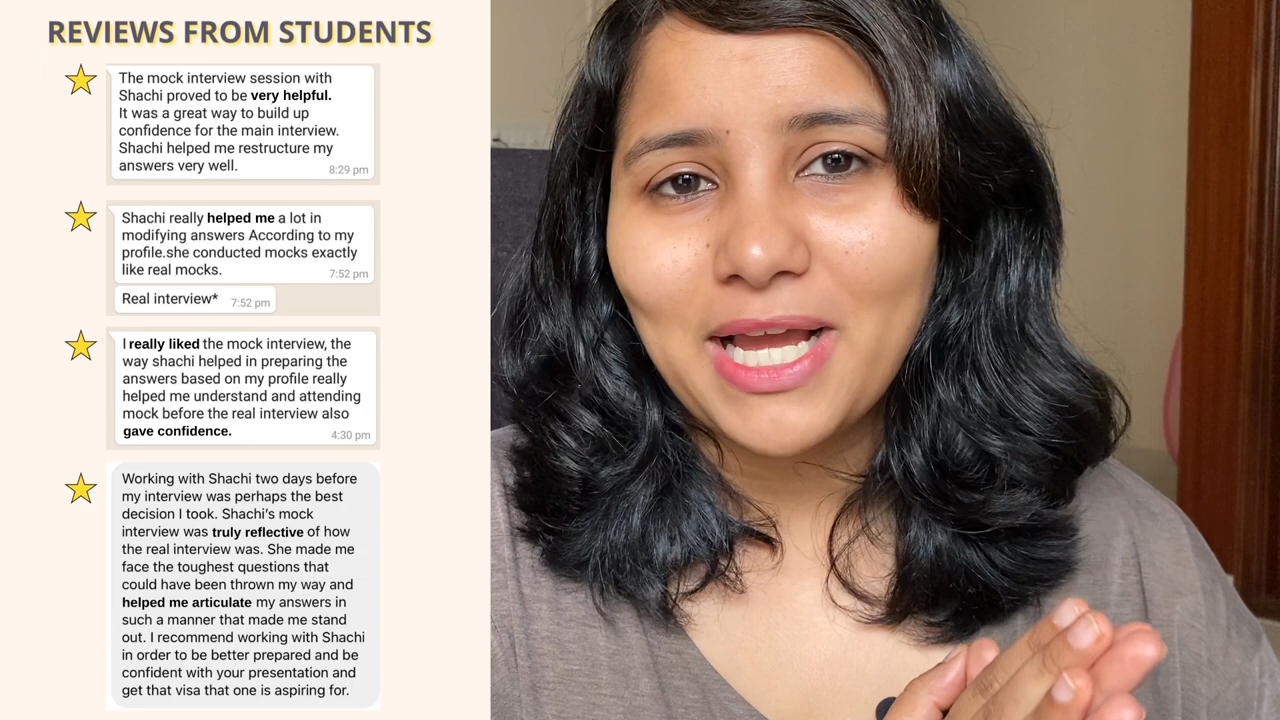 REVIEWS FROM STUDENTS
The mock interview session with
Shachi proved to be very helpful.
It was a great way to build up
confidence for the main interview.
Shachi helped me restructure my
answers very well.
8:29 pm
Shachi really helped me a lot in
modifying answers According to my
profile.she conducted mocks exactly
like real mocks.
7:52 pm
Real interview*
7:52 pm
I really liked the mock interview, the
way shachi helped in preparing the
answers based on my profile really
helped me understand and attending
mock before the real interview also
gave confidence.
4:30 pm
Working with Shachi two days before
my interview was perhaps the best
decision I took. Shachi's mock
interview was truly reflective of how
the real interview was. She made me
face the toughest questions that
could have been thrown my way and
helped me articulate my answers in
such a manner that made me stand
out. I recommend working with Shachi
in order to be better prepared and be
confident with your presentation and
get that visa that one is aspiring for.